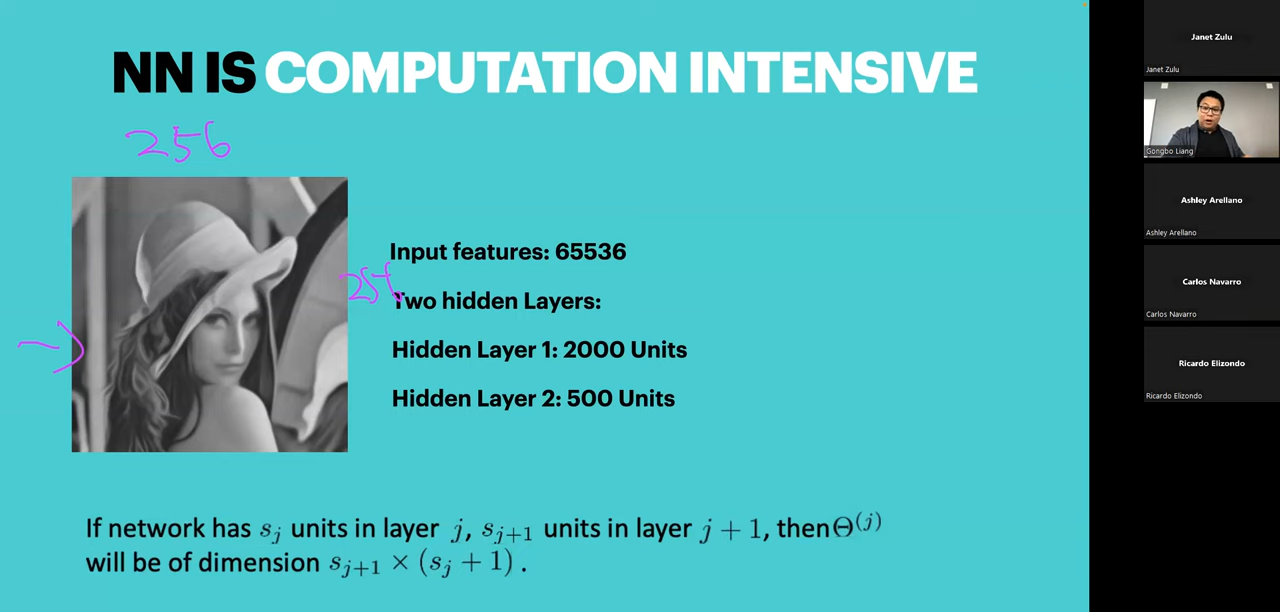 NN IS COMPUTATION INTENSIVE
256
Input features: 65536
Two hidden Layers:
Hidden Layer 1: 2000 Units
Hidden Layer 2: 500 Units
If network has s_j units in layer j, s_{j+1} units in layer j + 1, then Θ^{(j)}
will be of dimension s_{j+1} × (s_j + 1) .
Janet Zulu
Janet Zulu
Gongbo Liang
Ashley Arellano
Ashley Arellano
Carlos Navarro
Carlos Navarro
Ricardo Elizondo
Ricardo Elizondo